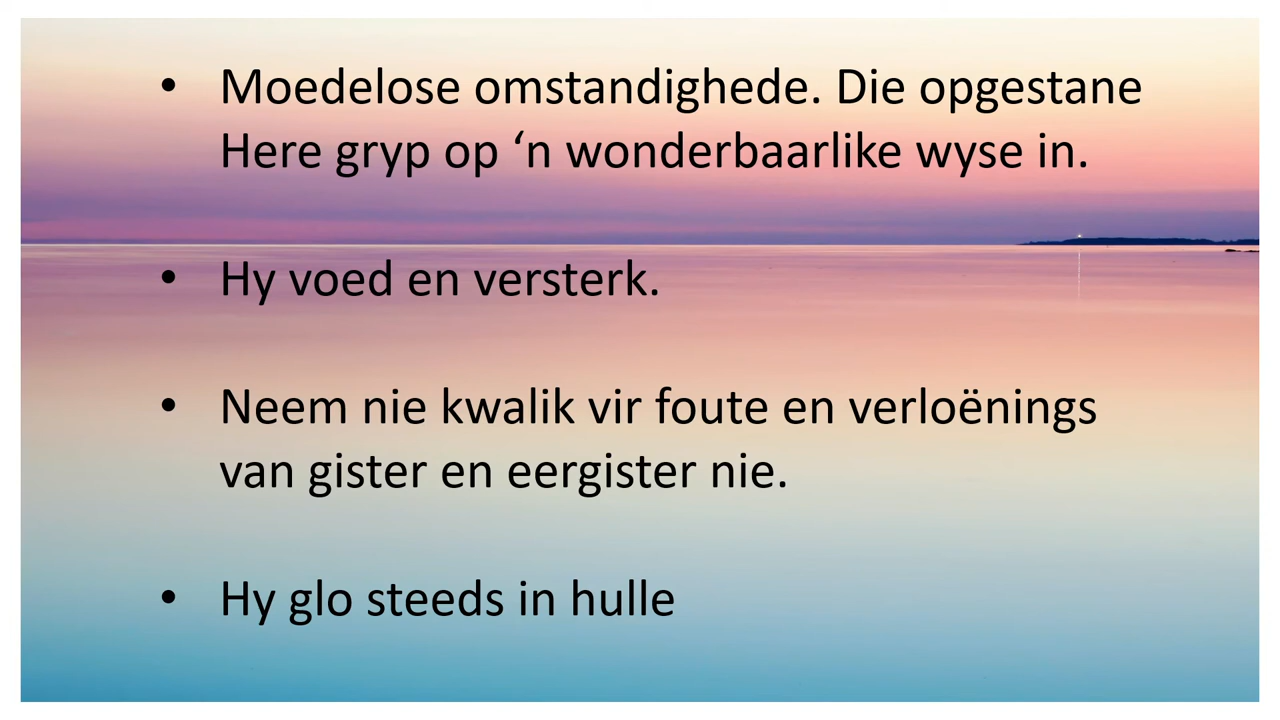 • Moedelose omstandighede. Die opgestane
Here gryp op ‘n wonderbaarlike wyse in.
• Hy voed en versterk.
• Neem nie kwalik vir foute en verloënings
van gister en eergister nie.
• Hy glo steeds in hulle